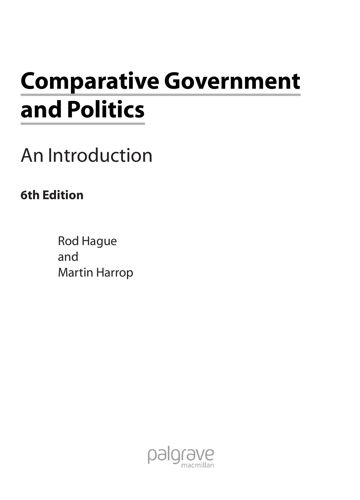 Comparative Government
and Politics
An Introduction
6th Edition
Rod Hague
and
Martin Harrop
palgrave
macmillan